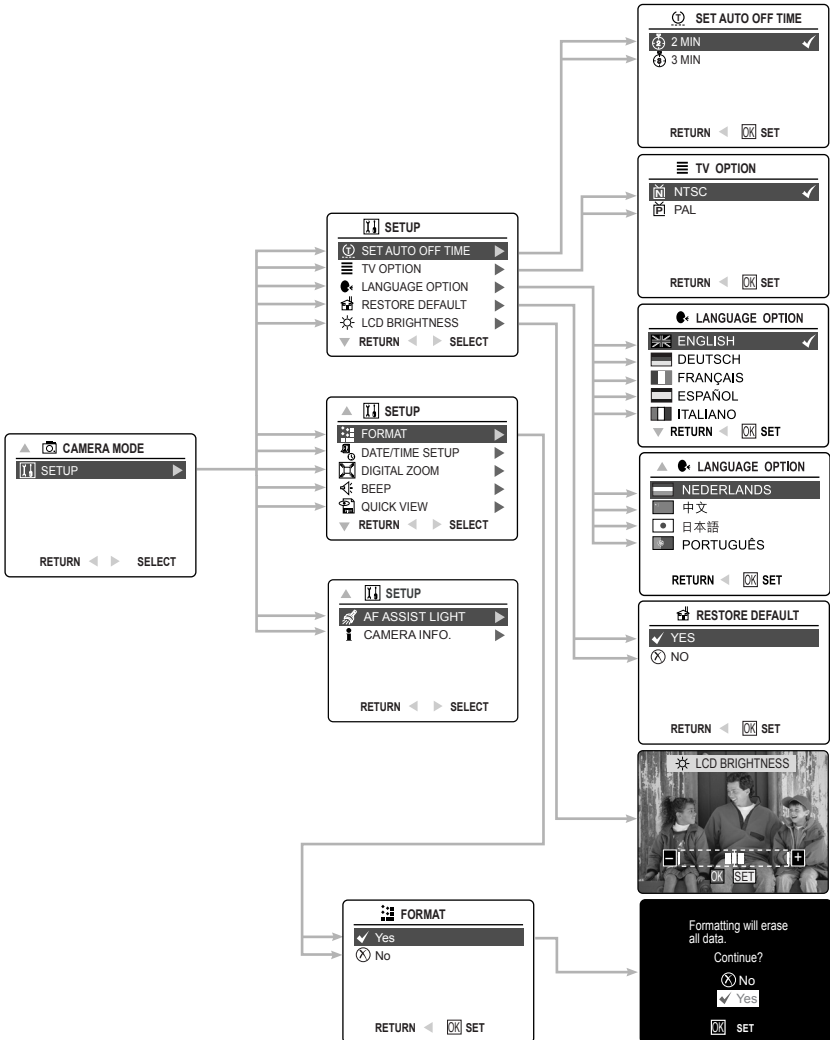 CAMERA MODE
SETUP
RETURN SELECT
SETUP
SET AUTO OFF TIME
TV OPTION
LANGUAGE OPTION
RESTORE DEFAULT
LCD BRIGHTNESS
RETURN SELECT
SETUP
FORMAT
DATE/TIME SETUP
DIGITAL ZOOM
BEEP
QUICK VIEW
RETURN SELECT
SETUP
AF ASSIST LIGHT
CAMERA INFO.
RETURN SELECT
FORMAT
Yes
No
RETURN OK SET
SET AUTO OFF TIME
2 MIN
3 MIN
RETURN OK SET
TV OPTION
N NTSC
P PAL
RETURN OK SET
LANGUAGE OPTION
ENGLISH
DEUTSCH
FRANÇAIS
ESPAÑOL
ITALIANO
RETURN OK SET
LANGUAGE OPTION
NEDERLANDS
中文
日本語
PORTUGUÊS
RETURN OK SET
RESTORE DEFAULT
YES
NO
RETURN OK SET
LCD BRIGHTNESS
OK SET
Formatting will erase
all data.
Continue?
No
Yes
OK SET